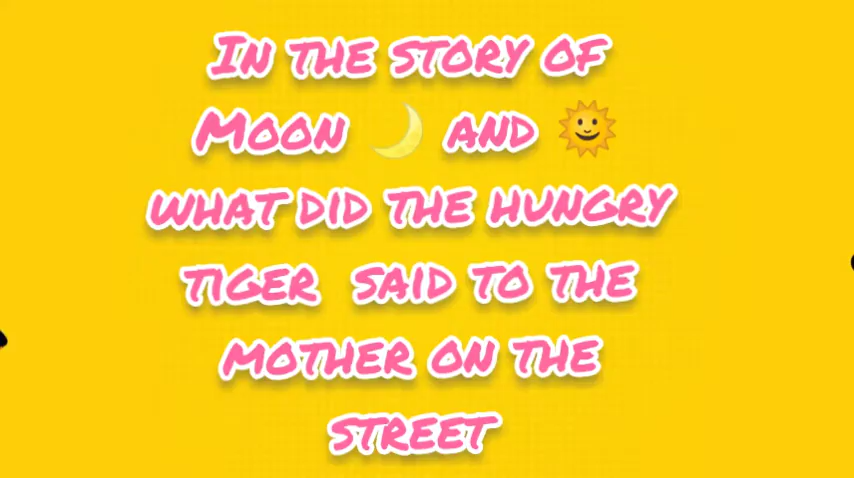 In the story of
Moon 🌙 and 🌞
what did the hungry
tiger said to the
mother on the
street